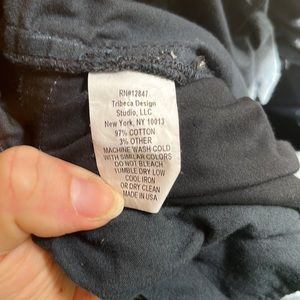 RN#12847
Tribeca Design
Studio, LLC
New York, NY 10013
97% COTTON
3% OTHER
MACHINE WASH COLD
WITH SIMILAR COLORS
DO NOT BLEACH
TUMBLE DRY LOW
COOL IRON
OR DRY CLEAN
MADE IN USA